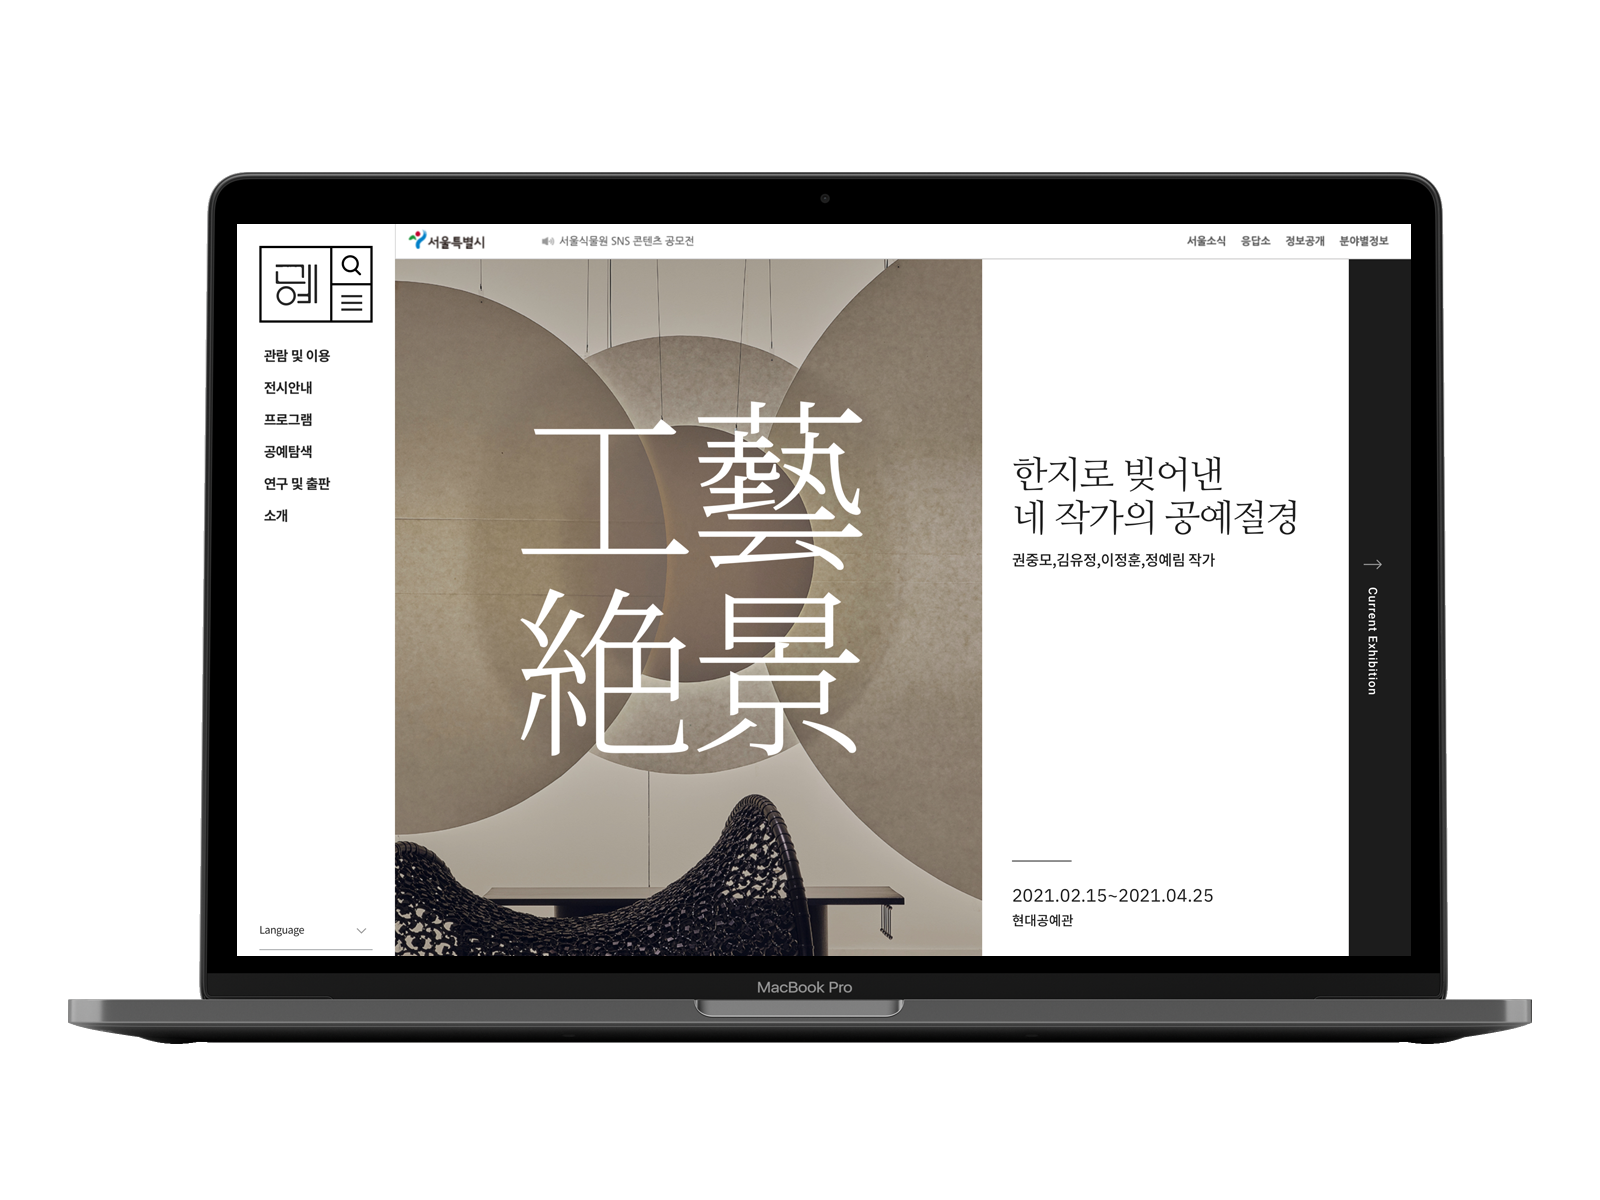 서울특별시
서울식물원 SNS 콘텐츠 공모전
서울소식 응답소 정보공개 분야별정보
공예
관람 및 이용
전시안내
프로그램
공예탐색
연구 및 출판
소개
Language
工藝
絶景
한지로 빚어낸
네 작가의 공예절경
권중모,김유정,이정훈,정예림 작가
2021.02.15~2021.04.25
현대공예관
Current Exhibition
MacBook Pro